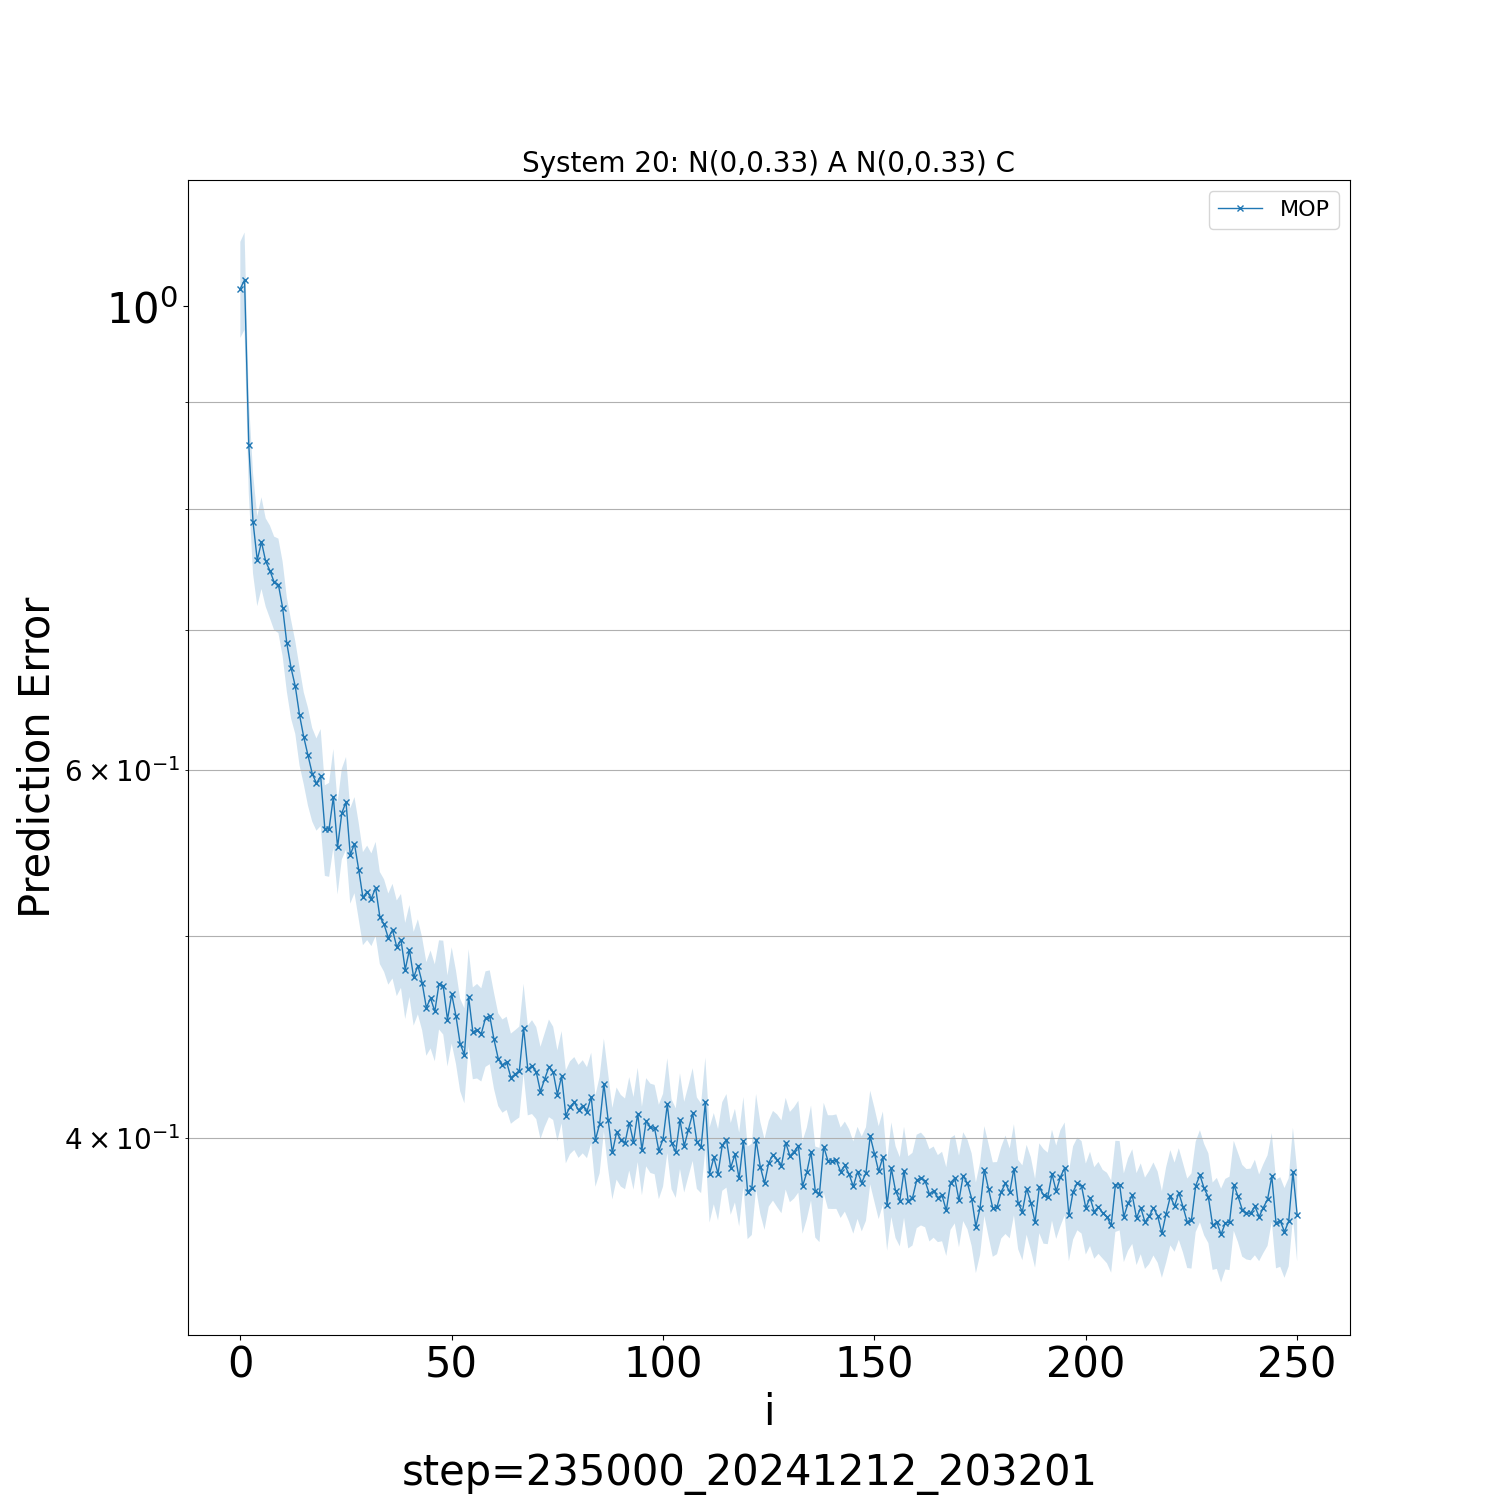 System 20: N(0,0.33) A N(0,0.33) C
MOP
10⁰
6 × 10⁻¹
4 × 10⁻¹
Prediction Error
0 50 100 150 200 250
i
step=235000_20241212_203201